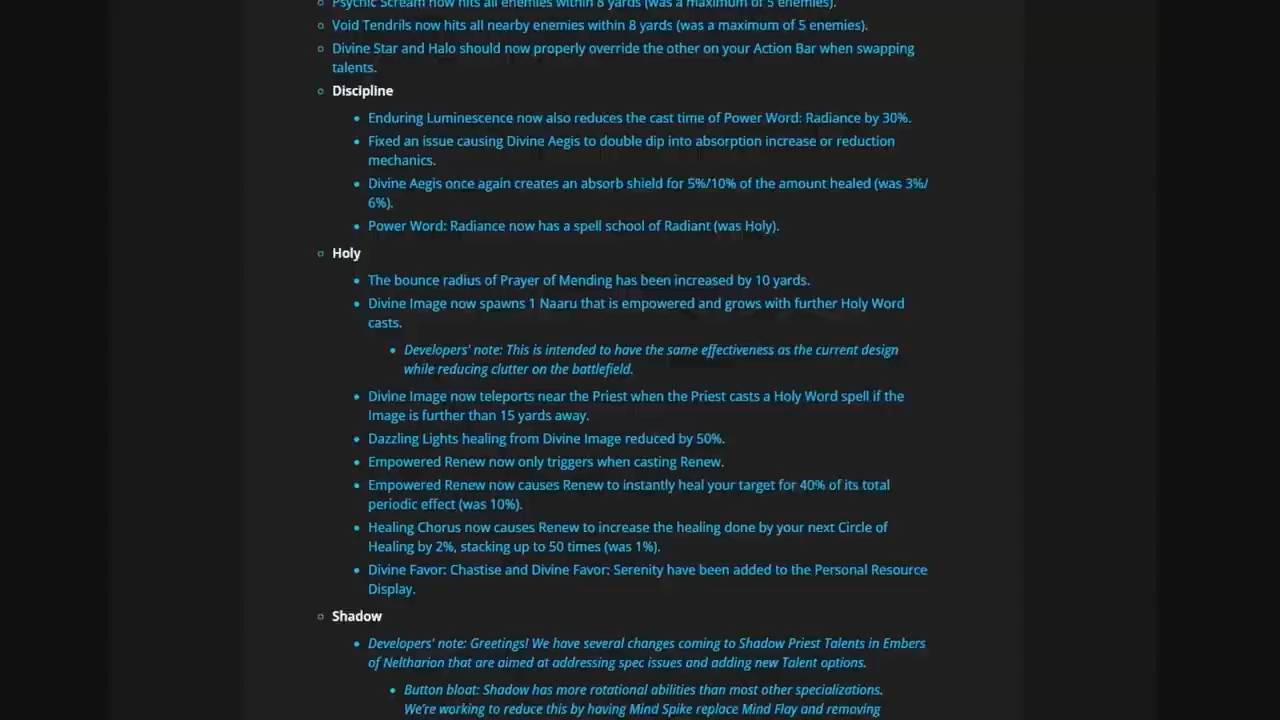 Psychic Scream now hits all enemies within 8 yards (was a maximum of 5 enemies).
Void Tendrils now hits all nearby enemies within 8 yards (was a maximum of 5 enemies).
Divine Star and Halo should now properly override the other on your Action Bar when swapping
talents.
Discipline
Enduring Luminescence now also reduces the cast time of Power Word: Radiance by 30%.
Fixed an issue causing Divine Aegis to double dip into absorption increase or reduction
mechanics.
Divine Aegis once again creates an absorb shield for 5%/10% of the amount healed (was 3%/
6%).
Power Word: Radiance now has a spell school of Radiant (was Holy).
Holy
The bounce radius of Prayer of Mending has been increased by 10 yards.
Divine Image now spawns 1 Naaru that is empowered and grows with further Holy Word
casts.
Developers' note: This is intended to have the same effectiveness as the current design
while reducing clutter on the battlefield.
Divine Image now teleports near the Priest when the Priest casts a Holy Word spell if the
Image is further than 15 yards away.
Dazzling Lights healing from Divine Image reduced by 50%.
Empowered Renew now only triggers when casting Renew.
Empowered Renew now causes Renew to instantly heal your target for 40% of its total
periodic effect (was 10%).
Healing Chorus now causes Renew to increase the healing done by your next Circle of
Healing by 2%, stacking up to 50 times (was 1%).
Divine Favor: Chastise and Divine Favor: Serenity have been added to the Personal Resource
Display.
Shadow
Developers' note: Greetings! We have several changes coming to Shadow Priest Talents in Embers
of Neltharion that are aimed at addressing spec issues and adding new Talent options.
Button bloat: Shadow has more rotational abilities than most other specializations.
We're working to reduce this by having Mind Spike replace Mind Flay and removing